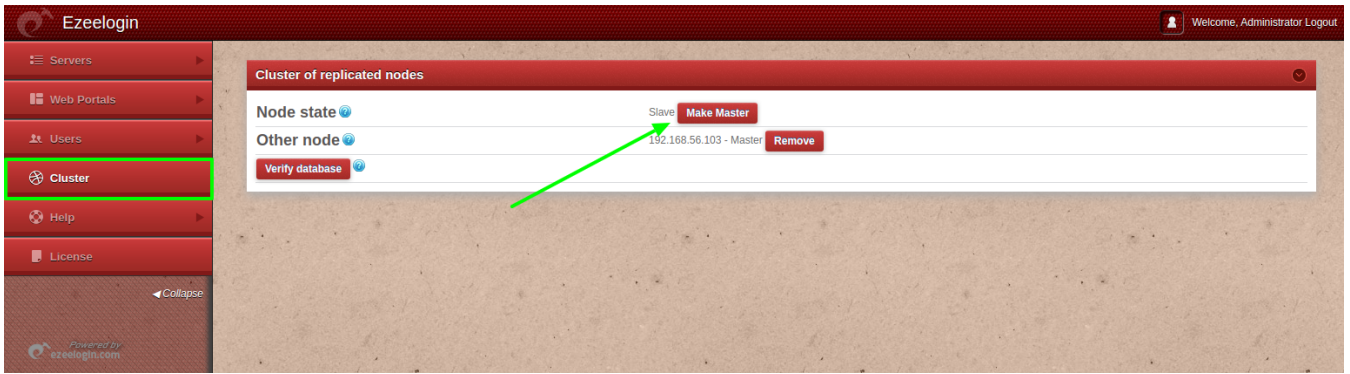 Ezeelogin
Welcome, Administrator Logout
Servers
Web Portals
Users
Cluster
Help
License
Collapse
Powered by
ezeelogin.com
Cluster of replicated nodes
Node state ?
Slave Make Master
Other node ?
192.168.56.103 - Master Remove
Verify database ?